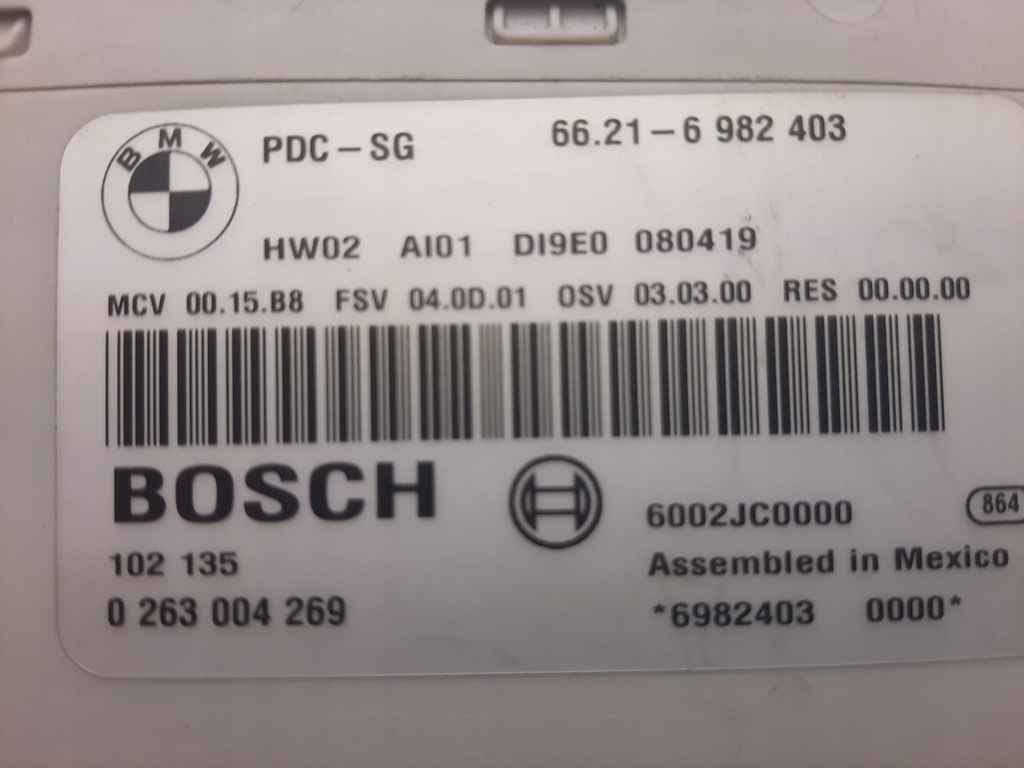 BMW PDC-SG 66.21-6 982 403
HW02 AI01 DI9E0 080419
MCV 00.15.B8 FSV 04.0D.01 OSV 03.03.00 RES 00.00.00
BOSCH
6002JC0000 864
102 135 Assembled in Mexico
0 263 004 269 *6982403 0000*